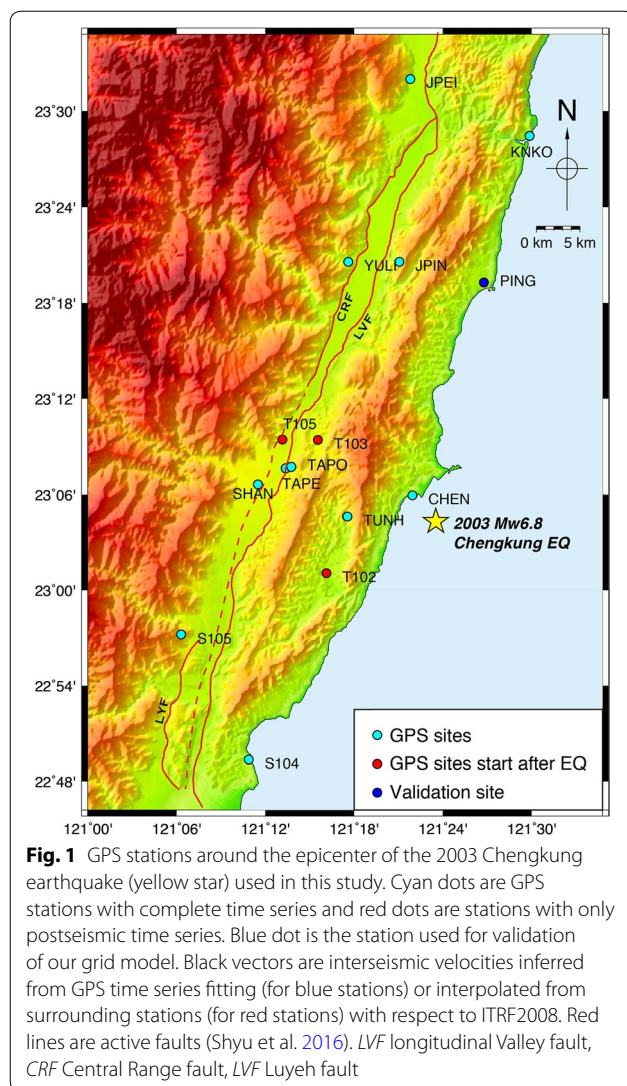 23°30'
23°24'
23°18'
23°12'
23°06'
23°00'
22°54'
22°48'
121°00' 121°06' 121°12' 121°18' 121°24' 121°30'
JPEI
N
KNKO
0 km 5 km
YULI JPIN
PING
CRF
LVF
T105
T103
TAPO
SHAN TAPE
CHEN
TUNH
2003 Mw6.8
Chengkung EQ
T102
S105
LYF
S104
GPS sites
GPS sites start after EQ
Validation site
Fig. 1 GPS stations around the epicenter of the 2003 Chengkung
earthquake (yellow star) used in this study. Cyan dots are GPS
stations with complete time series and red dots are stations with only
postseismic time series. Blue dot is the station used for validation
of our grid model. Black vectors are interseismic velocities inferred
from GPS time series fitting (for blue stations) or interpolated from
surrounding stations (for red stations) with respect to ITRF2008. Red
lines are active faults (Shyu et al. 2016). LVF longitudinal Valley fault,
CRF Central Range fault, LVF Luyeh fault